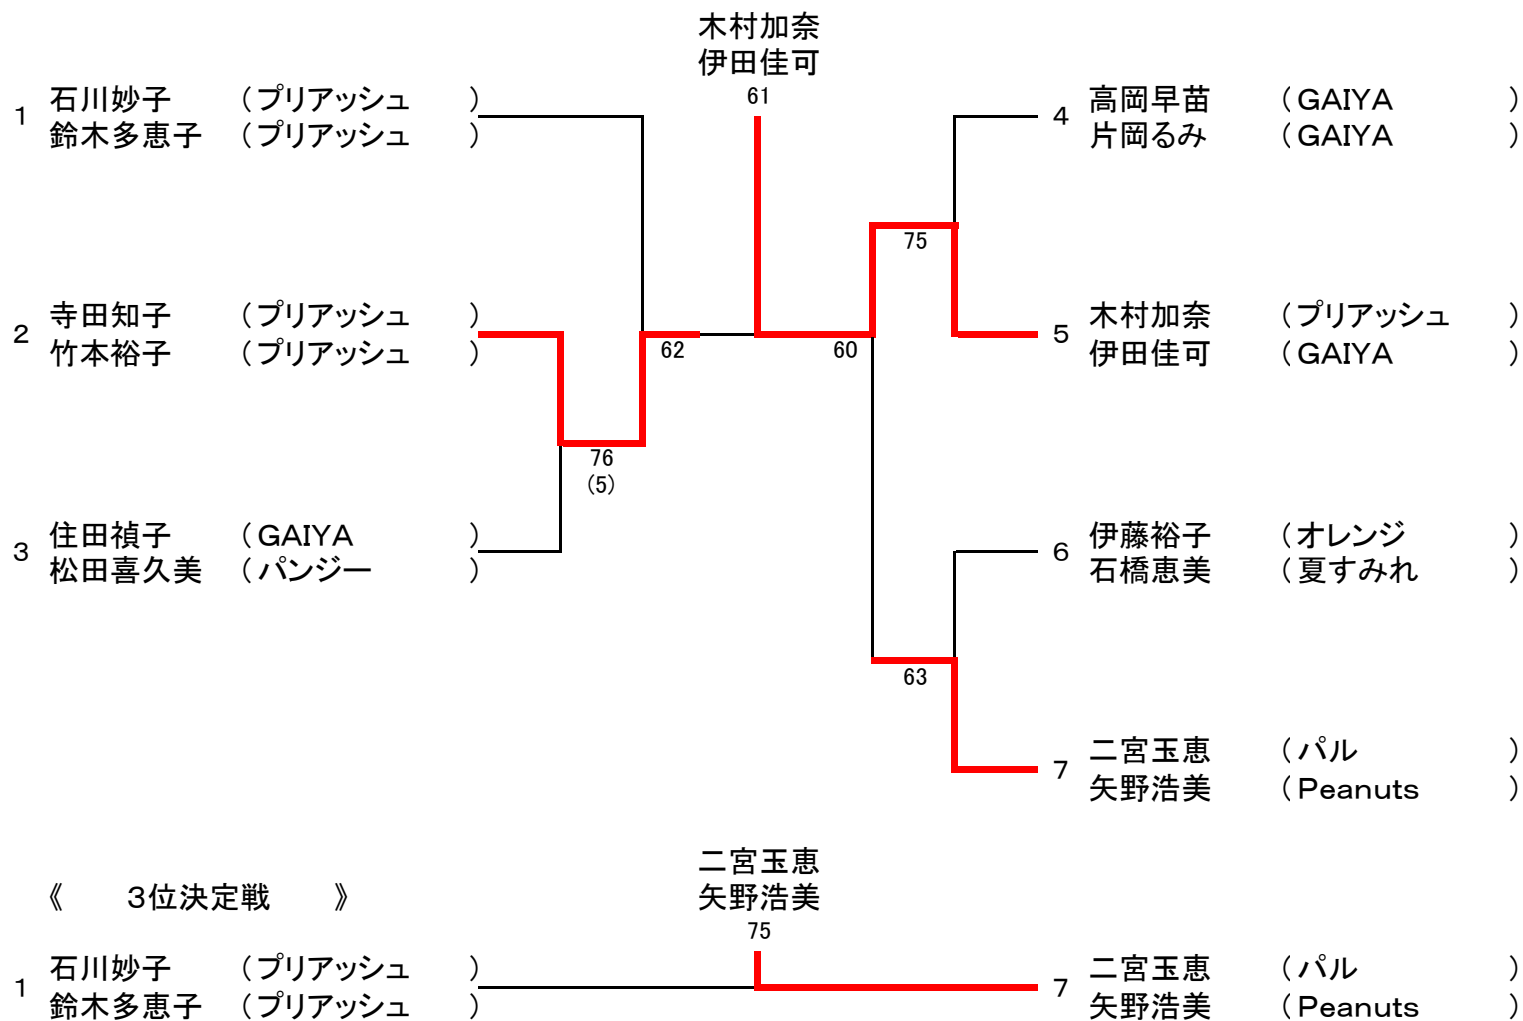 木村加奈
伊田佳可
61
1 石川妙子 (プリアッシュ )
鈴木多恵子 (プリアッシュ )
4 高岡早苗 (GAIYA )
片岡るみ (GAIYA )
75
2 寺田知子 (プリアッシュ )
竹本裕子 (プリアッシュ )
62
60
5 木村加奈 (プリアッシュ )
伊田佳可 (GAIYA )
76
(5)
3 住田禎子 (GAIYA )
松田喜久美 (パンジー )
6 伊藤裕子 (オレンジ )
石橋恵美 (夏すみれ )
63
7 二宮玉恵 (パル )
矢野浩美 (Peanuts )
二宮玉恵
矢野浩美
《 3位決定戦 》
75
1 石川妙子 (プリアッシュ )
鈴木多恵子 (プリアッシュ )
7 二宮玉恵 (パル )
矢野浩美 (Peanuts )